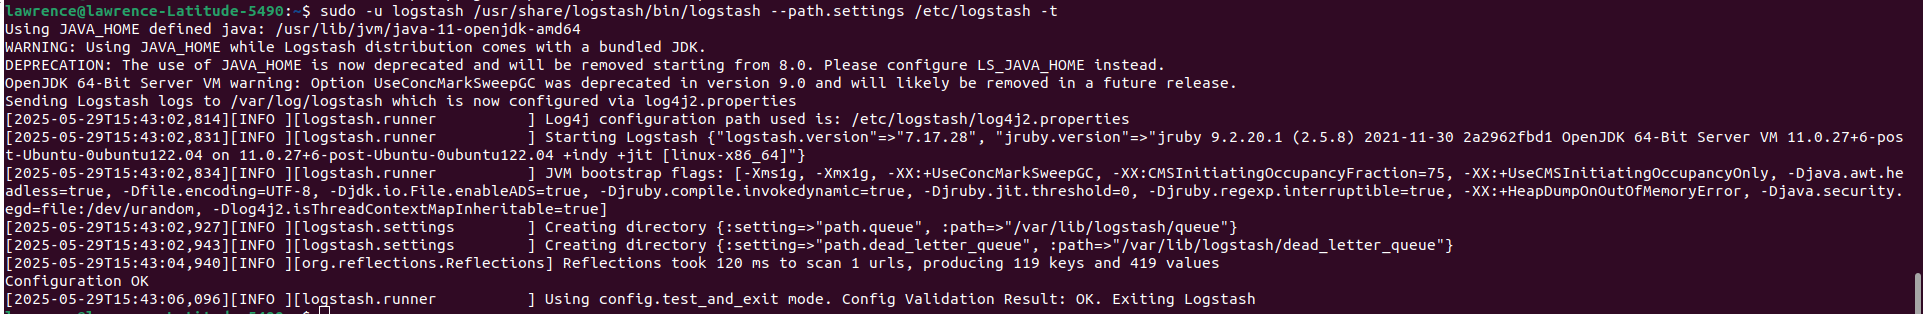 lawrence@lawrence-Latitude-5490:~$ sudo -u logstash /usr/share/logstash/bin/logstash --path.settings /etc/logstash -t
Using JAVA_HOME defined java: /usr/lib/jvm/java-11-openjdk-amd64
WARNING: Using JAVA_HOME while Logstash distribution comes with a bundled JDK.
DEPRECATION: The use of JAVA_HOME is now deprecated and will be removed starting from 8.0. Please configure LS_JAVA_HOME instead.
OpenJDK 64-Bit Server VM warning: Option UseConcMarkSweepGC was deprecated in version 9.0 and will likely be removed in a future release.
Sending Logstash logs to /var/log/logstash which is now configured via log4j2.properties
[2025-05-29T15:43:02,814][INFO ][logstash.runner          ] Log4j configuration path used is: /etc/logstash/log4j2.properties
[2025-05-29T15:43:02,831][INFO ][logstash.runner          ] Starting Logstash {"logstash.version"=>"7.17.28", "jruby.version"=>"jruby 9.2.20.1 (2.5.8) 2021-11-30 2a2962fbd1 OpenJDK 64-Bit Server VM 11.0.27+6-pos
t-Ubuntu-0ubuntu122.04 on 11.0.27+6-post-Ubuntu-0ubuntu122.04 +indy +jit [linux-x86_64]"}
[2025-05-29T15:43:02,834][INFO ][logstash.runner          ] JVM bootstrap flags: [-Xms1g, -Xmx1g, -XX:+UseConcMarkSweepGC, -XX:CMSInitiatingOccupancyFraction=75, -XX:+UseCMSInitiatingOccupancyOnly, -Djava.awt.he
adless=true, -Dfile.encoding=UTF-8, -Djdk.io.File.enableADS=true, -Djruby.compile.invokedynamic=true, -Djruby.jit.threshold=0, -Djruby.regexp.interruptible=true, -XX:+HeapDumpOnOutOfMemoryError, -Djava.security.
egd=file:/dev/urandom, -Dlog4j2.isThreadContextMapInheritable=true]
[2025-05-29T15:43:02,927][INFO ][logstash.settings        ] Creating directory {:setting=>"path.queue", :path=>"/var/lib/logstash/queue"}
[2025-05-29T15:43:02,943][INFO ][logstash.settings        ] Creating directory {:setting=>"path.dead_letter_queue", :path=>"/var/lib/logstash/dead_letter_queue"}
[2025-05-29T15:43:04,940][INFO ][org.reflections.Reflections] Reflections took 120 ms to scan 1 urls, producing 119 keys and 419 values
Configuration OK
[2025-05-29T15:43:06,096][INFO ][logstash.runner          ] Using config.test_and_exit mode. Config Validation Result: OK. Exiting Logstash
lawrence@lawrence-Latitude-5490:~$